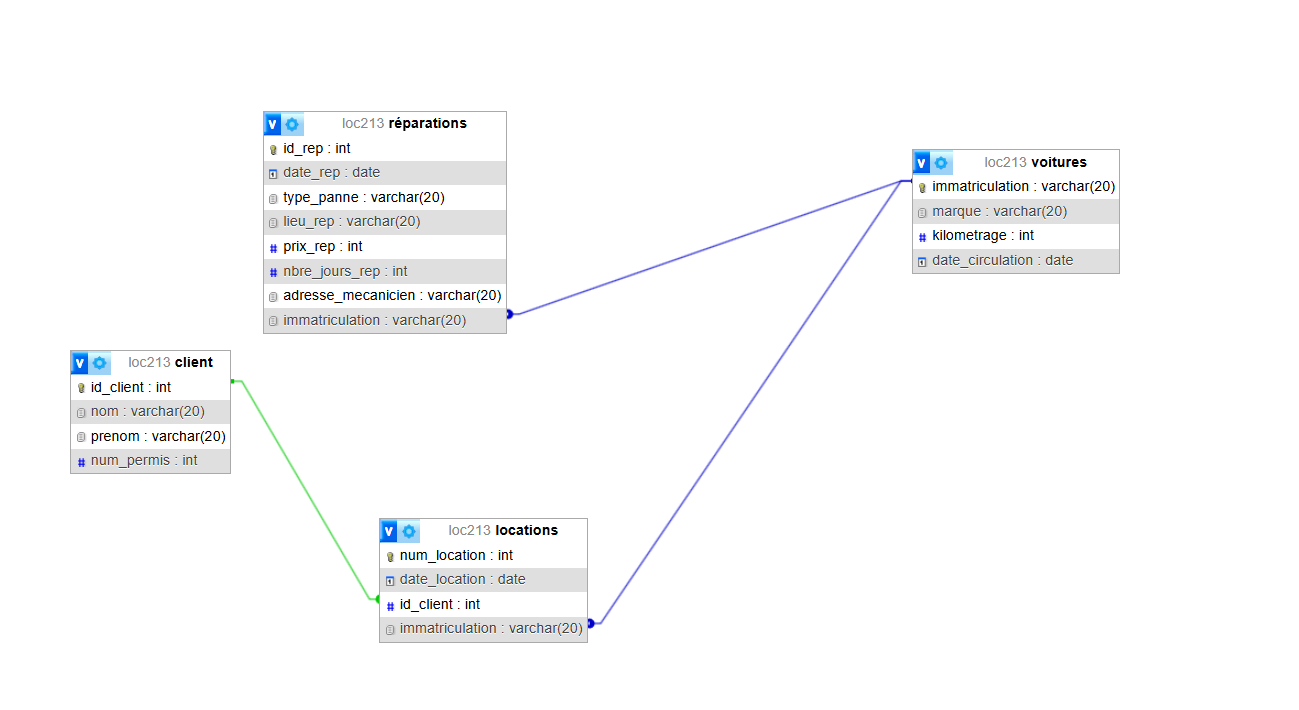 v loc213 réparations
id_rep : int
date_rep : date
type_panne : varchar(20)
lieu_rep : varchar(20)
# prix_rep : int
# nbre_jours_rep : int
adresse_mecanicien : varchar(20)
immatriculation : varchar(20)
v loc213 voitures
immatriculation : varchar(20)
marque : varchar(20)
# kilometrage : int
date_circulation : date
v loc213 client
id_client : int
nom : varchar(20)
prenom : varchar(20)
# num_permis : int
v loc213 locations
num_location : int
date_location : date
# id_client : int
immatriculation : varchar(20)